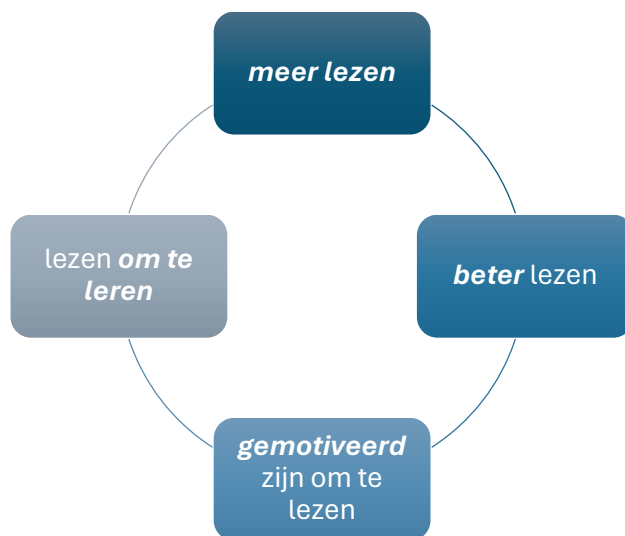 meer lezen
beter lezen
gemotiveerd
zijn om te
lezen
lezen om te
leren